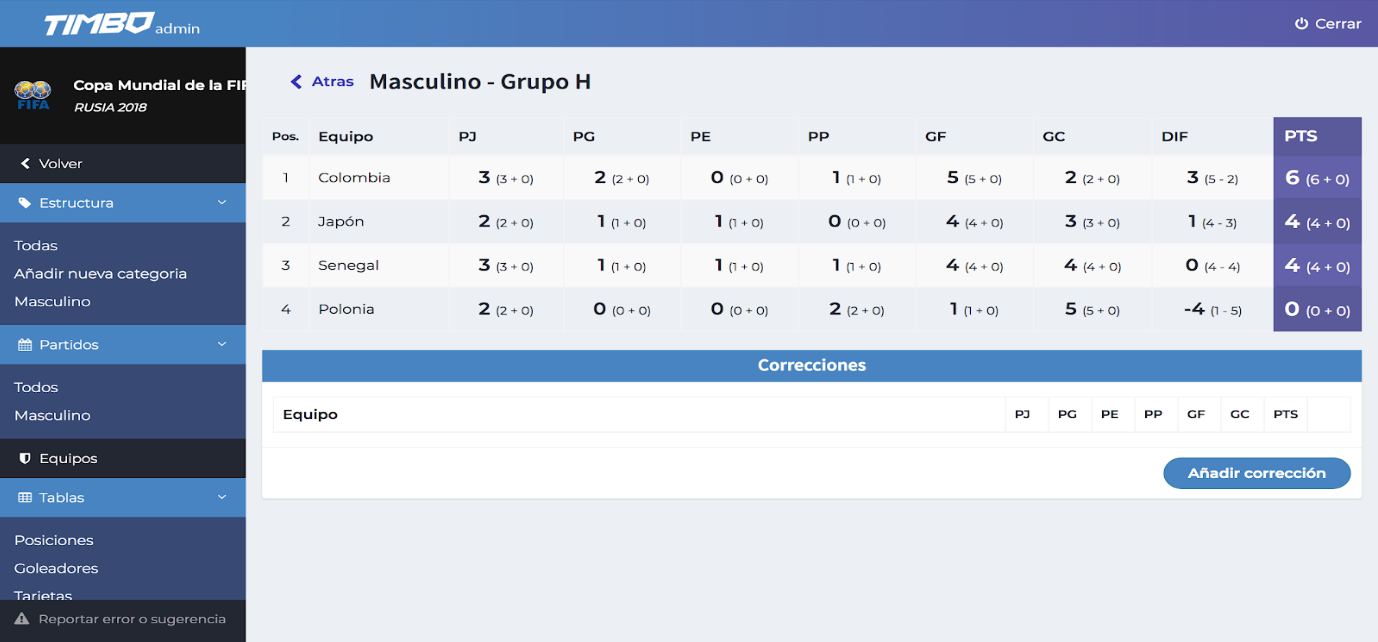 TIMBO admin
Cerrar
Copa Mundial de la FIF
RUSIA 2018
FIFA
Volver
Estructura
Todas
Añadir nueva categoria
Masculino
Partidos
Todos
Masculino
Equipos
Tablas
Posiciones
Goleadores
Tarjetas
Reportar error o sugerencia
Atras Masculino - Grupo H
Pos. Equipo PJ PG PE PP GF GC DIF PTS
1 Colombia 3 (3 + 0) 2 (2 + 0) 0 (0 + 0) 1 (1 + 0) 5 (5 + 0) 2 (2 + 0) 3 (5 - 2) 6 (6 + 0)
2 Japón 2 (2 + 0) 1 (1 + 0) 1 (1 + 0) 0 (0 + 0) 4 (4 + 0) 3 (3 + 0) 1 (4 - 3) 4 (4 + 0)
3 Senegal 3 (3 + 0) 1 (1 + 0) 1 (1 + 0) 1 (1 + 0) 4 (4 + 0) 4 (4 + 0) 0 (4 - 4) 4 (4 + 0)
4 Polonia 2 (2 + 0) 0 (0 + 0) 0 (0 + 0) 2 (2 + 0) 1 (1 + 0) 5 (5 + 0) -4 (1 - 5) 0 (0 + 0)
Correcciones
Equipo PJ PG PE PP GF GC PTS
Añadir corrección